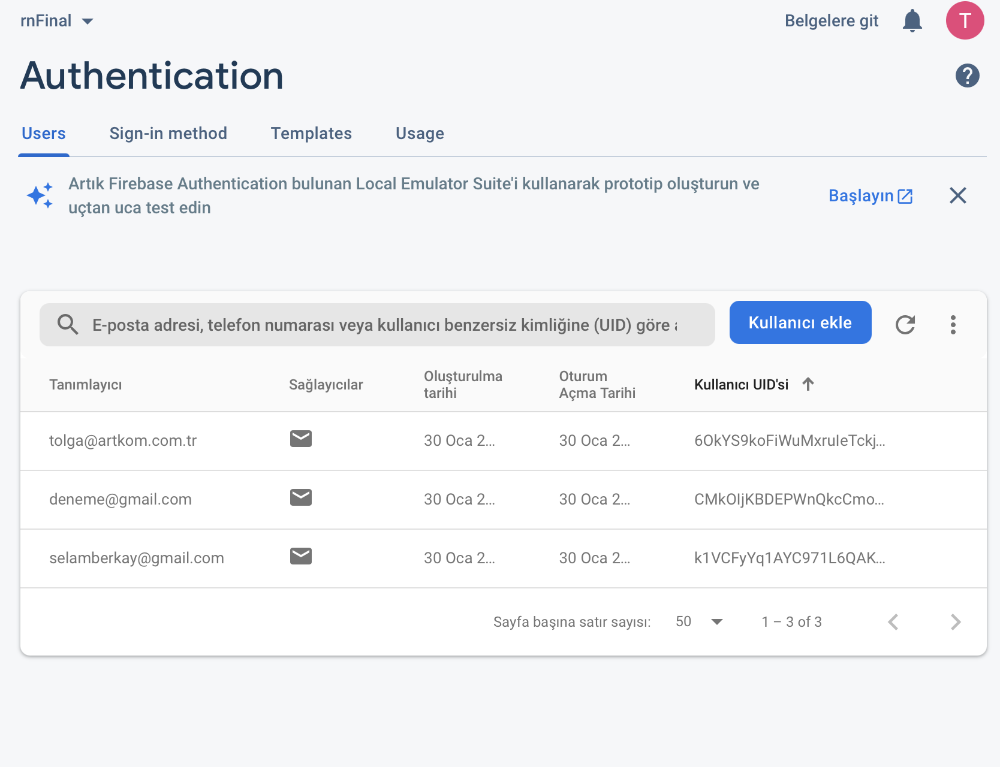 rnFinal
Belgelere git
T
Authentication
Users
Sign-in method
Templates
Usage
Artık Firebase Authentication bulunan Local Emulator Suite'i kullanarak prototip oluşturun ve
uçtan uca test edin
Başlayın
E-posta adresi, telefon numarası veya kullanıcı benzersiz kimliğine (UID) göre
Kullanıcı ekle
Tanımlayıcı
Sağlayıcılar
Oluşturulma
tarihi
Oturum
Açma Tarihi
Kullanıcı UID'si
tolga@artkom.com.tr
30 Oca 2...
30 Oca 2...
6OkYS9koFiWuMxruIeTckj...
deneme@gmail.com
30 Oca 2...
30 Oca 2...
CMkOIjKBDEPWnQkcCmo...
selamberkay@gmail.com
30 Oca 2...
30 Oca 2...
k1VCFyYq1AYC971L6QAK...
Sayfa başına satır sayısı:
50
1 – 3 of 3